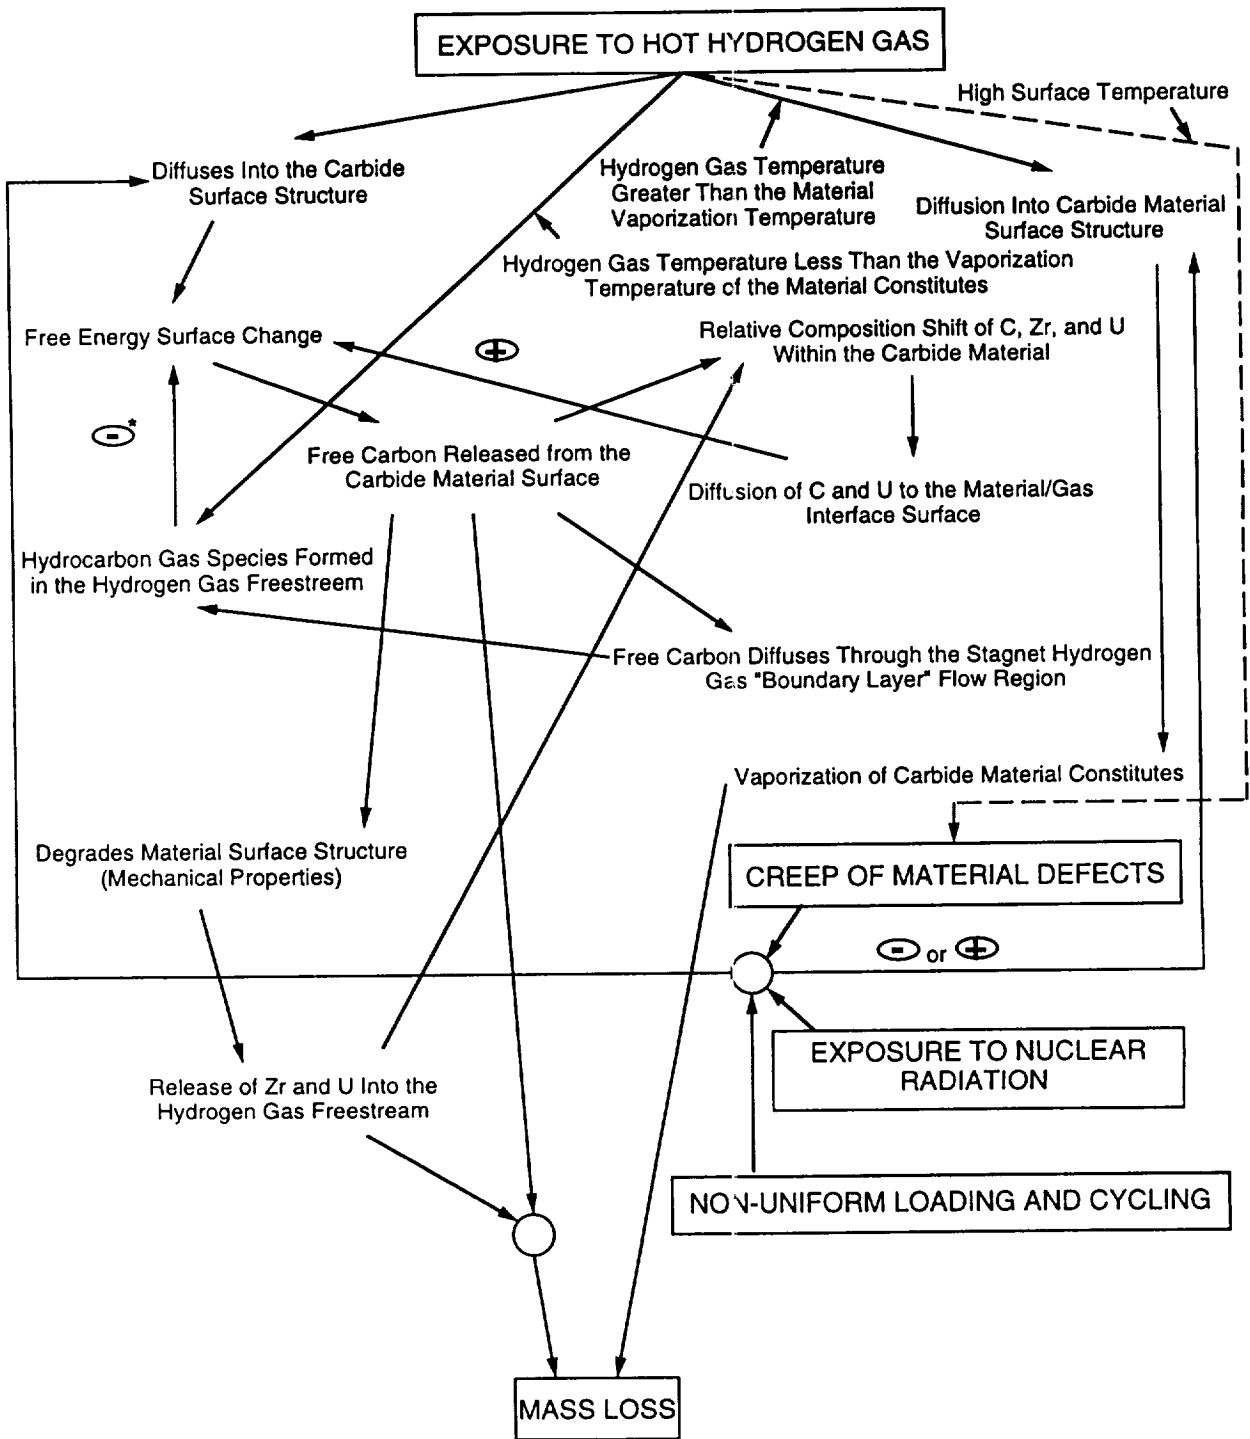 EXPOSURE TO HOT HYDROGEN GAS
High Surface Temperature
Diffuses Into the Carbide
Surface Structure
Hydrogen Gas Temperature
Greater Than the Material
Vaporization Temperature
Diffusion Into Carbide Material
Surface Structure
Hydrogen Gas Temperature Less Than the Vaporization
Temperature of the Material Constitutes
Free Energy Surface Change
+
Relative Composition Shift of C, Zr, and U
Within the Carbide Material
-*
Free Carbon Released from the
Carbide Material Surface
Diffusion of C and U to the Material/Gas
Interface Surface
Hydrocarbon Gas Species Formed
in the Hydrogen Gas Freestreem
Free Carbon Diffuses Through the Stagnet Hydrogen
Gas "Boundary Layer" Flow Region
Vaporization of Carbide Material Constitutes
Degrades Material Surface Structure
(Mechanical Properties)
CREEP OF MATERIAL DEFECTS
- or +
EXPOSURE TO NUCLEAR
RADIATION
Release of Zr and U Into the
Hydrogen Gas Freestream
NON-UNIFORM LOADING AND CYCLING
MASS LOSS